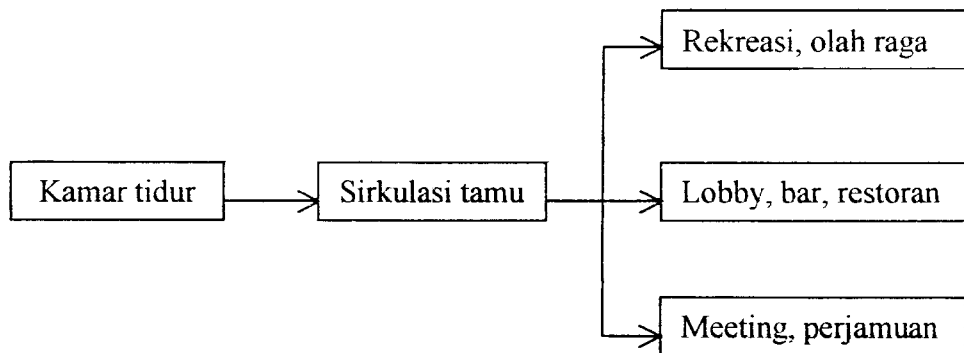 Rekreasi, olah raga
Kamar tidur
Sirkulasi tamu
Lobby, bar, restoran
Meeting, perjamuan